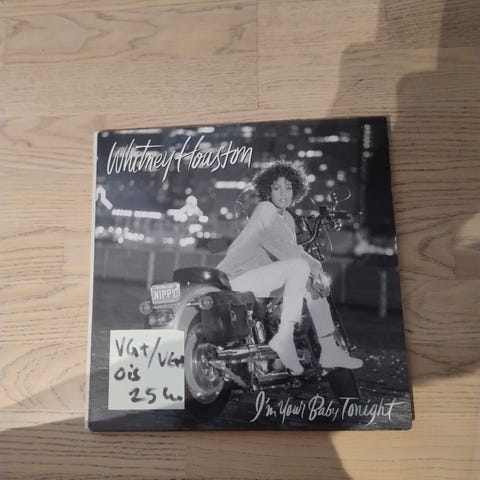 Whitney Houston
NIPPY
VG+/VG+
OiS
25 kr.
I'm Your Baby Tonight